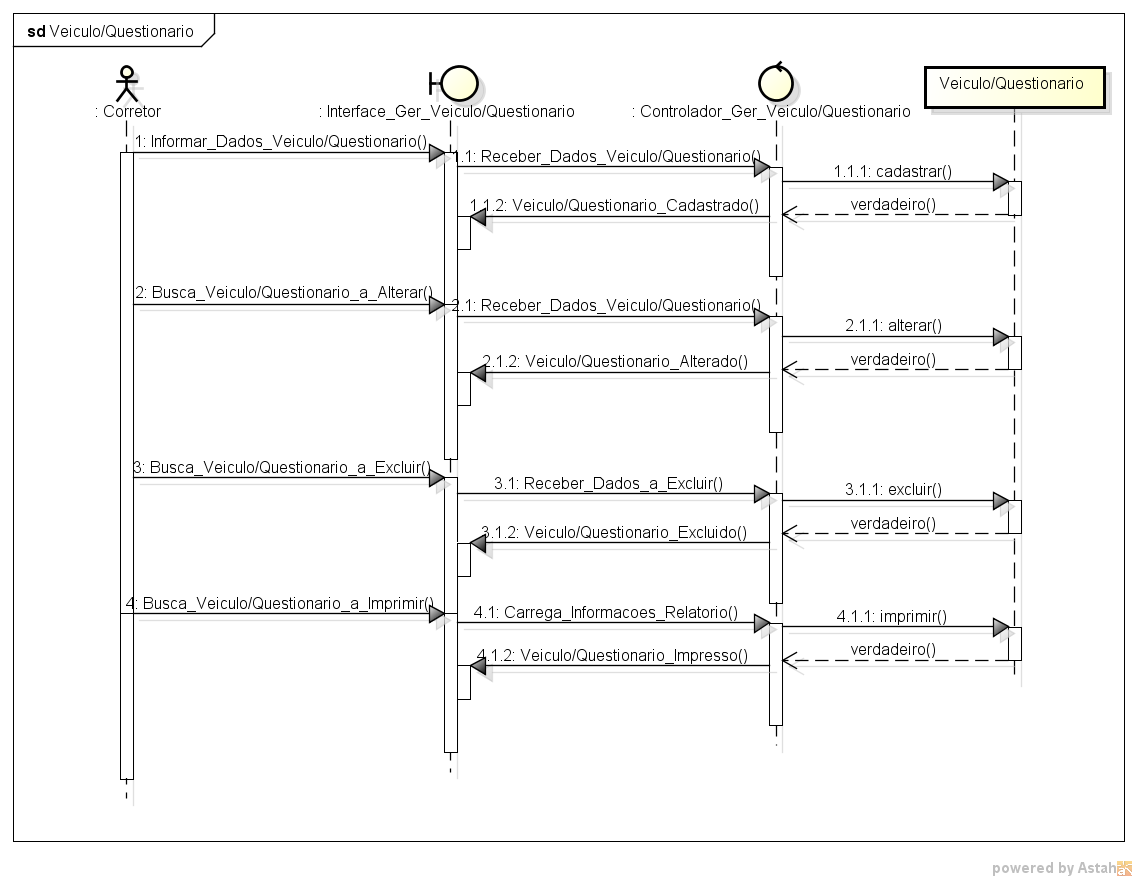 sd Veiculo/Questionario
: Corretor
: Interface_Ger_Veiculo/Questionario
: Controlador_Ger_Veiculo/Questionario
Veiculo/Questionario
1: Informar_Dados_Veiculo/Questionario()
1.1: Receber_Dados_Veiculo/Questionario()
1.1.1: cadastrar()
verdadeiro()
1.1.2: Veiculo/Questionario_Cadastrado()
2: Busca_Veiculo/Questionario_a_Alterar()
2.1: Receber_Dados_Veiculo/Questionario()
2.1.1: alterar()
verdadeiro()
2.1.2: Veiculo/Questionario_Alterado()
3: Busca_Veiculo/Questionario_a_Excluir()
3.1: Receber_Dados_a_Excluir()
3.1.1: excluir()
verdadeiro()
3.1.2: Veiculo/Questionario_Excluido()
4: Busca_Veiculo/Questionario_a_Imprimir()
4.1: Carrega_Informacoes_Relatorio()
4.1.1: imprimir()
verdadeiro()
4.1.2: Veiculo/Questionario_Impresso()
powered by Astah